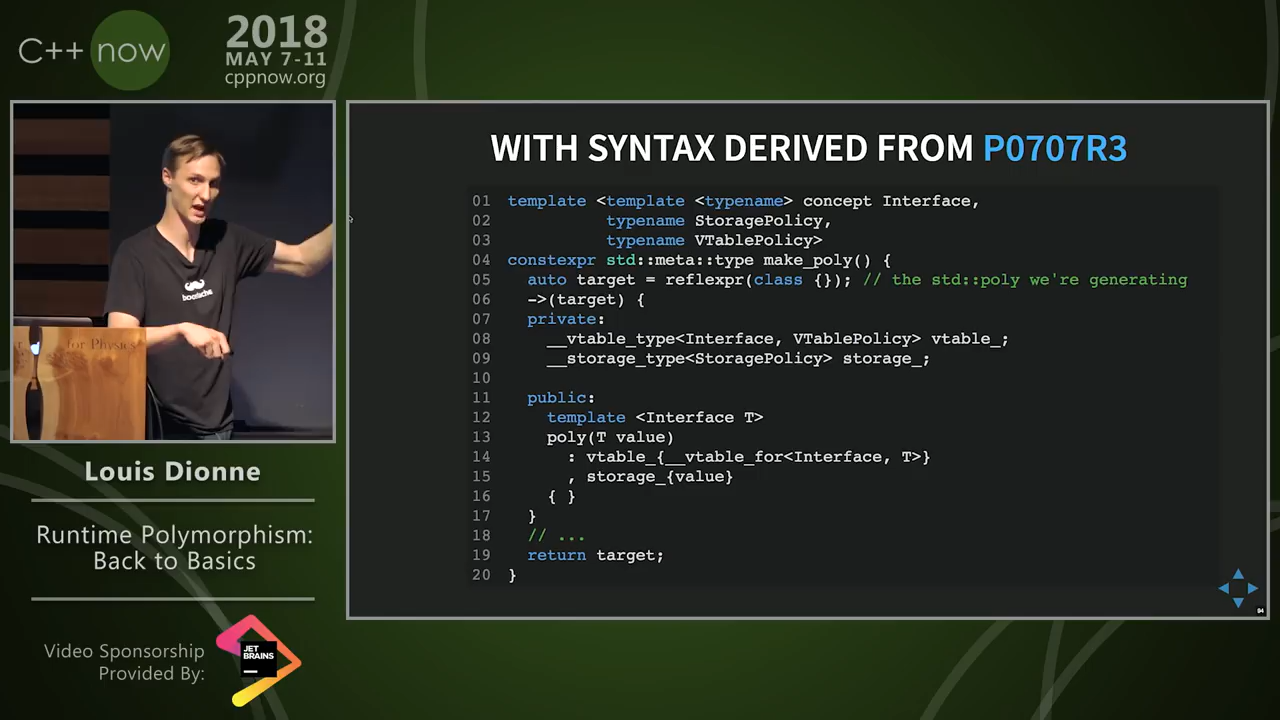 C++ now
2018
MAY 7-11
cppnow.org
boostache
for Physics
Louis Dionne
Runtime Polymorphism:
Back to Basics
Video Sponsorship
Provided By:
JET
BRAINS
WITH SYNTAX DERIVED FROM P0707R3
01 template <template <typename> concept Interface,
02           typename StoragePolicy,
03           typename VTablePolicy>
04 constexpr std::meta::type make_poly() {
05   auto target = reflexpr(class {}); // the std::poly we're generating
06   ->(target) {
07   private:
08     __vtable_type<Interface, VTablePolicy> vtable_;
09     __storage_type<StoragePolicy> storage_;
10
11   public:
12     template <Interface T>
13     poly(T value)
14       : vtable_{__vtable_for<Interface, T>}
15       , storage_{value}
16     { }
17   }
18   // ...
19   return target;
20 }
94